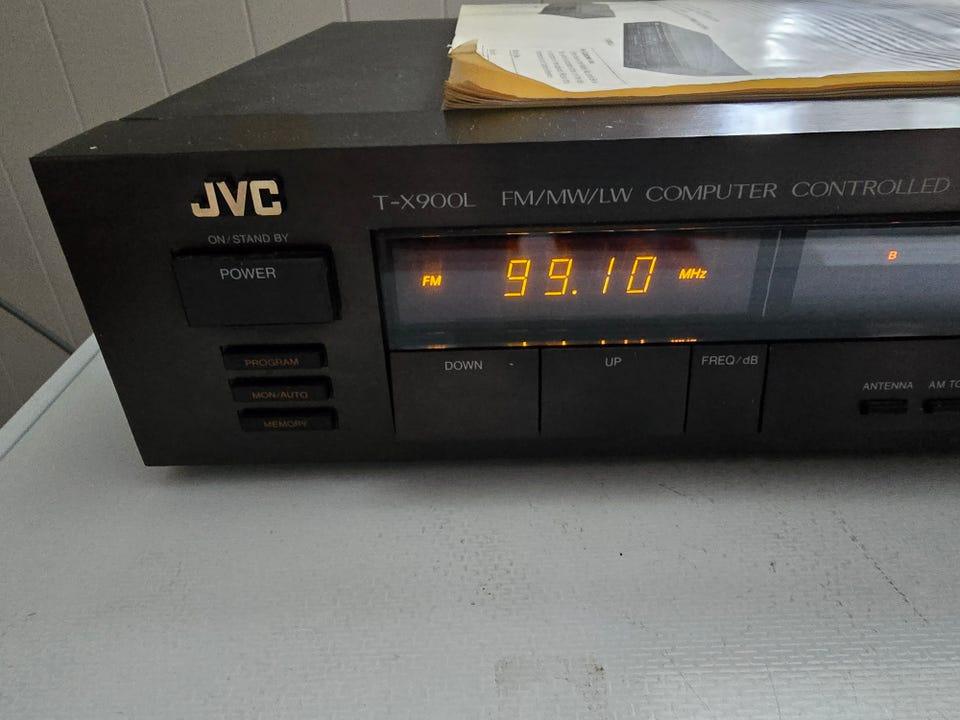 JVC
T-X900L FM/MW/LW COMPUTER CONTROLLED
ON/STAND BY
POWER
FM 99.10 MHz
B
PROGRAM
MON/AUTO
MEMORY
DOWN
UP
FREQ/dB
ANTENNA
AM